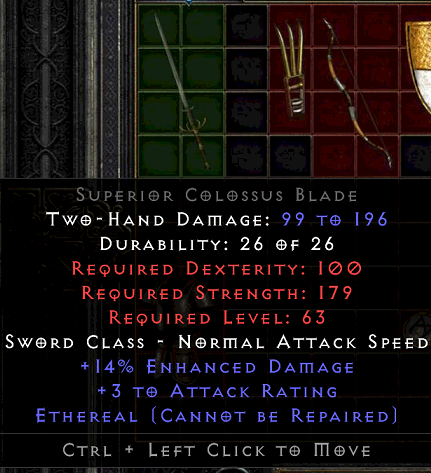 Superior Colossus Blade
Two-Hand Damage: 99 to 196
Durability: 26 of 26
Required Dexterity: 100
Required Strength: 179
Required Level: 63
Sword Class - Normal Attack Speed
+14% Enhanced Damage
+3 to Attack Rating
Ethereal (Cannot be Repaired)
Ctrl + Left Click to Move